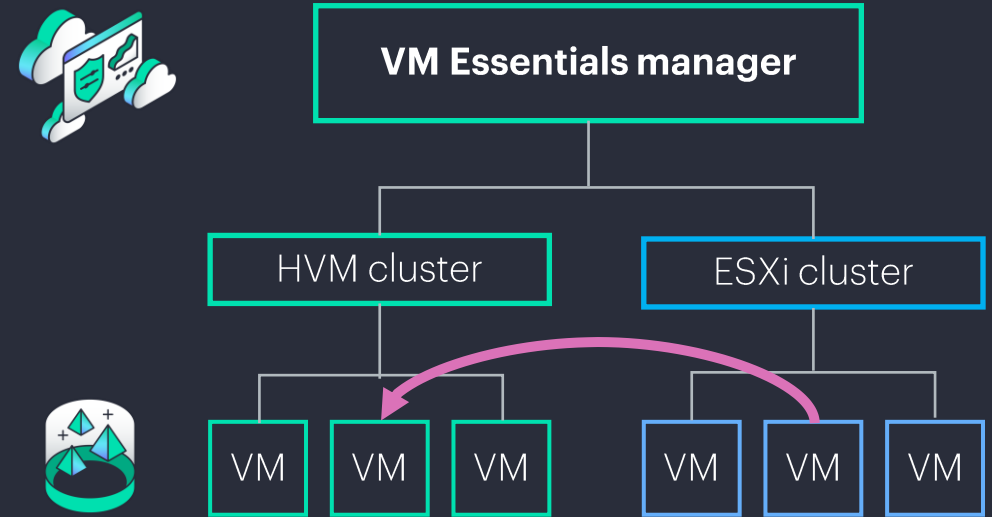 VM Essentials manager
HVM cluster
ESXi cluster
VM
VM
VM
VM
VM
VM